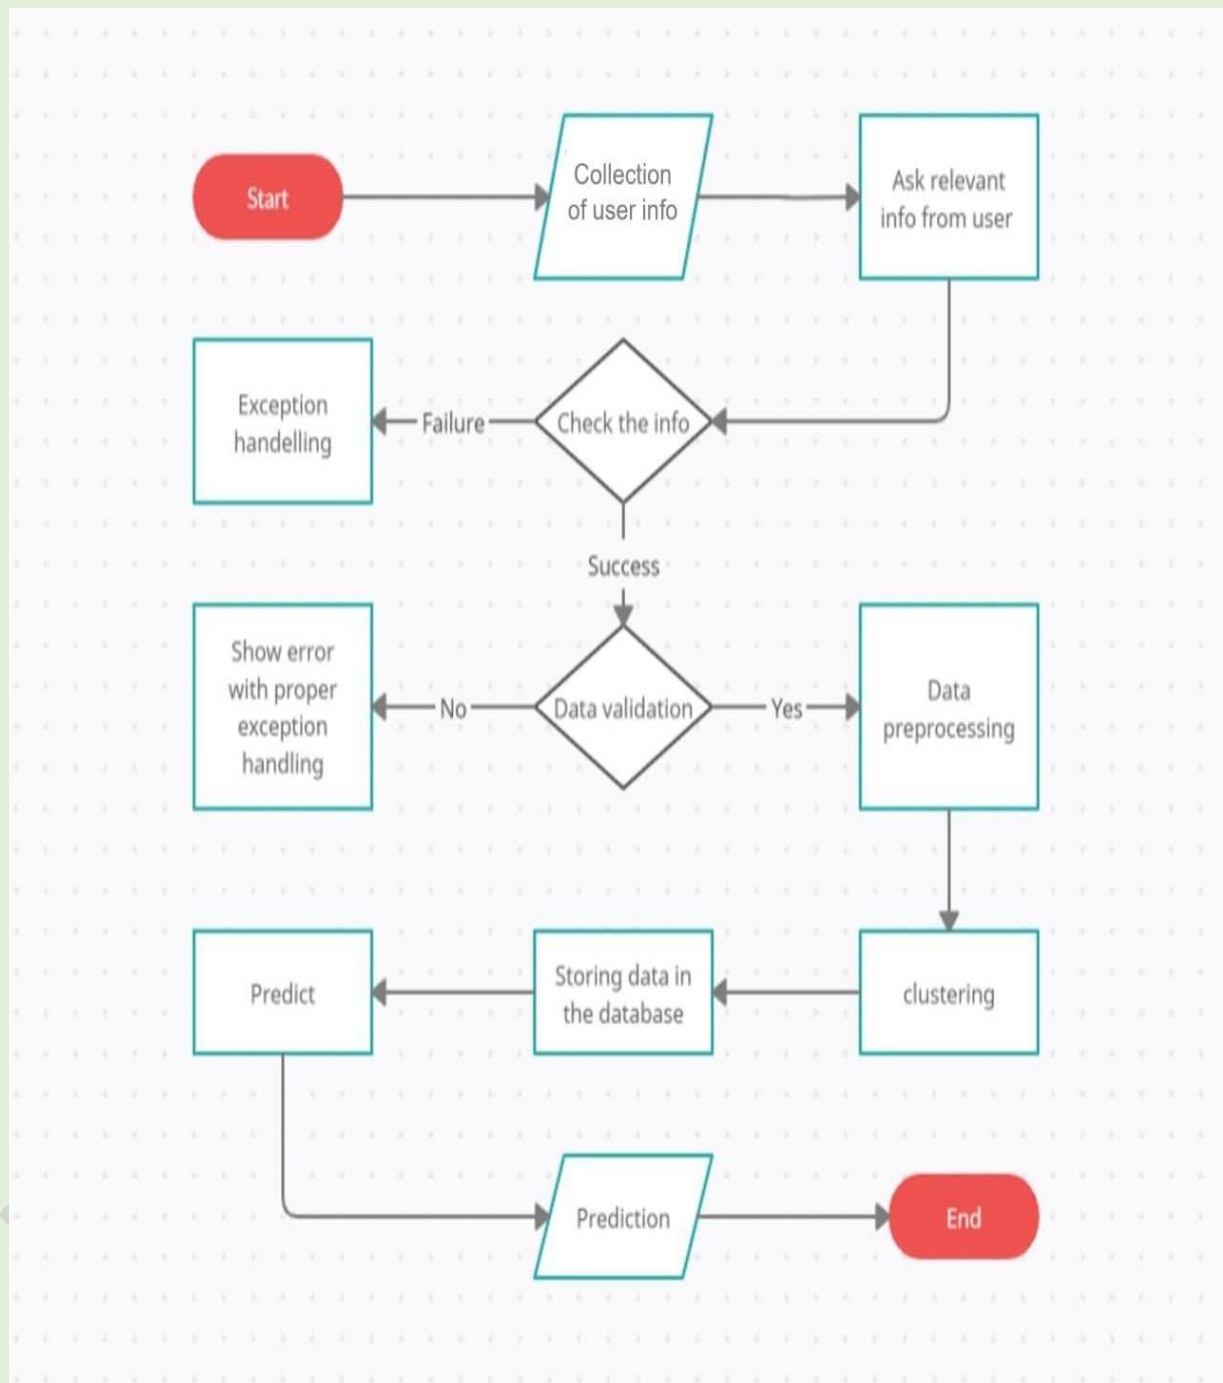 Start
Collection
of user info
Ask relevant
info from user
Exception
handelling
Failure
Check the info
Success
Show error
with proper
exception
handling
No
Data validation
Yes
Data
preprocessing
Predict
Storing data in
the database
clustering
Prediction
End